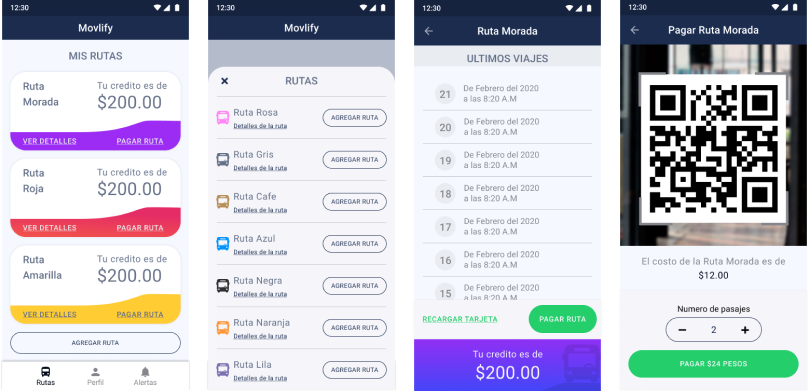 12:30
Movlify
MIS RUTAS
Ruta
Morada
Tu credito es de
$200.00
VER DETALLES
PAGAR RUTA
Ruta
Roja
Tu credito es de
$200.00
VER DETALLES
PAGAR RUTA
Ruta
Amarilla
Tu credito es de
$200.00
VER DETALLES
PAGAR RUTA
AGREGAR RUTA
Rutas
Perfil
Alertas
12:30
Movlify
RUTAS
Ruta Rosa
Detalles de la ruta
AGREGAR RUTA
Ruta Gris
Detalles de la ruta
AGREGAR RUTA
Ruta Cafe
Detalles de la ruta
AGREGAR RUTA
Ruta Azul
Detalles de la ruta
AGREGAR RUTA
Ruta Negra
Detalles de la ruta
AGREGAR RUTA
Ruta Naranja
Detalles de la ruta
AGREGAR RUTA
Ruta Lila
Detalles de la ruta
AGREGAR RUTA
12:30
Ruta Morada
ULTIMOS VIAJES
21
De Febrero del 2020
a las 8:20 A.M
20
De Febrero del 2020
a las 8:20 A.M
19
De Febrero del 2020
a las 8:20 A.M
18
De Febrero del 2020
a las 8:20 A.M
17
De Febrero del 2020
a las 8:20 A.M
16
De Febrero del 2020
a las 8:20 A.M
15
De Febrero del 2020
a las 8:20 A.M
RECARGAR TARJETA
PAGAR RUTA
Tu credito es de
$200.00
12:30
Pagar Ruta Morada
El costo de la Ruta Morada es de
$12.00
Numero de pasajes
− 2 +
PAGAR $24 PESOS